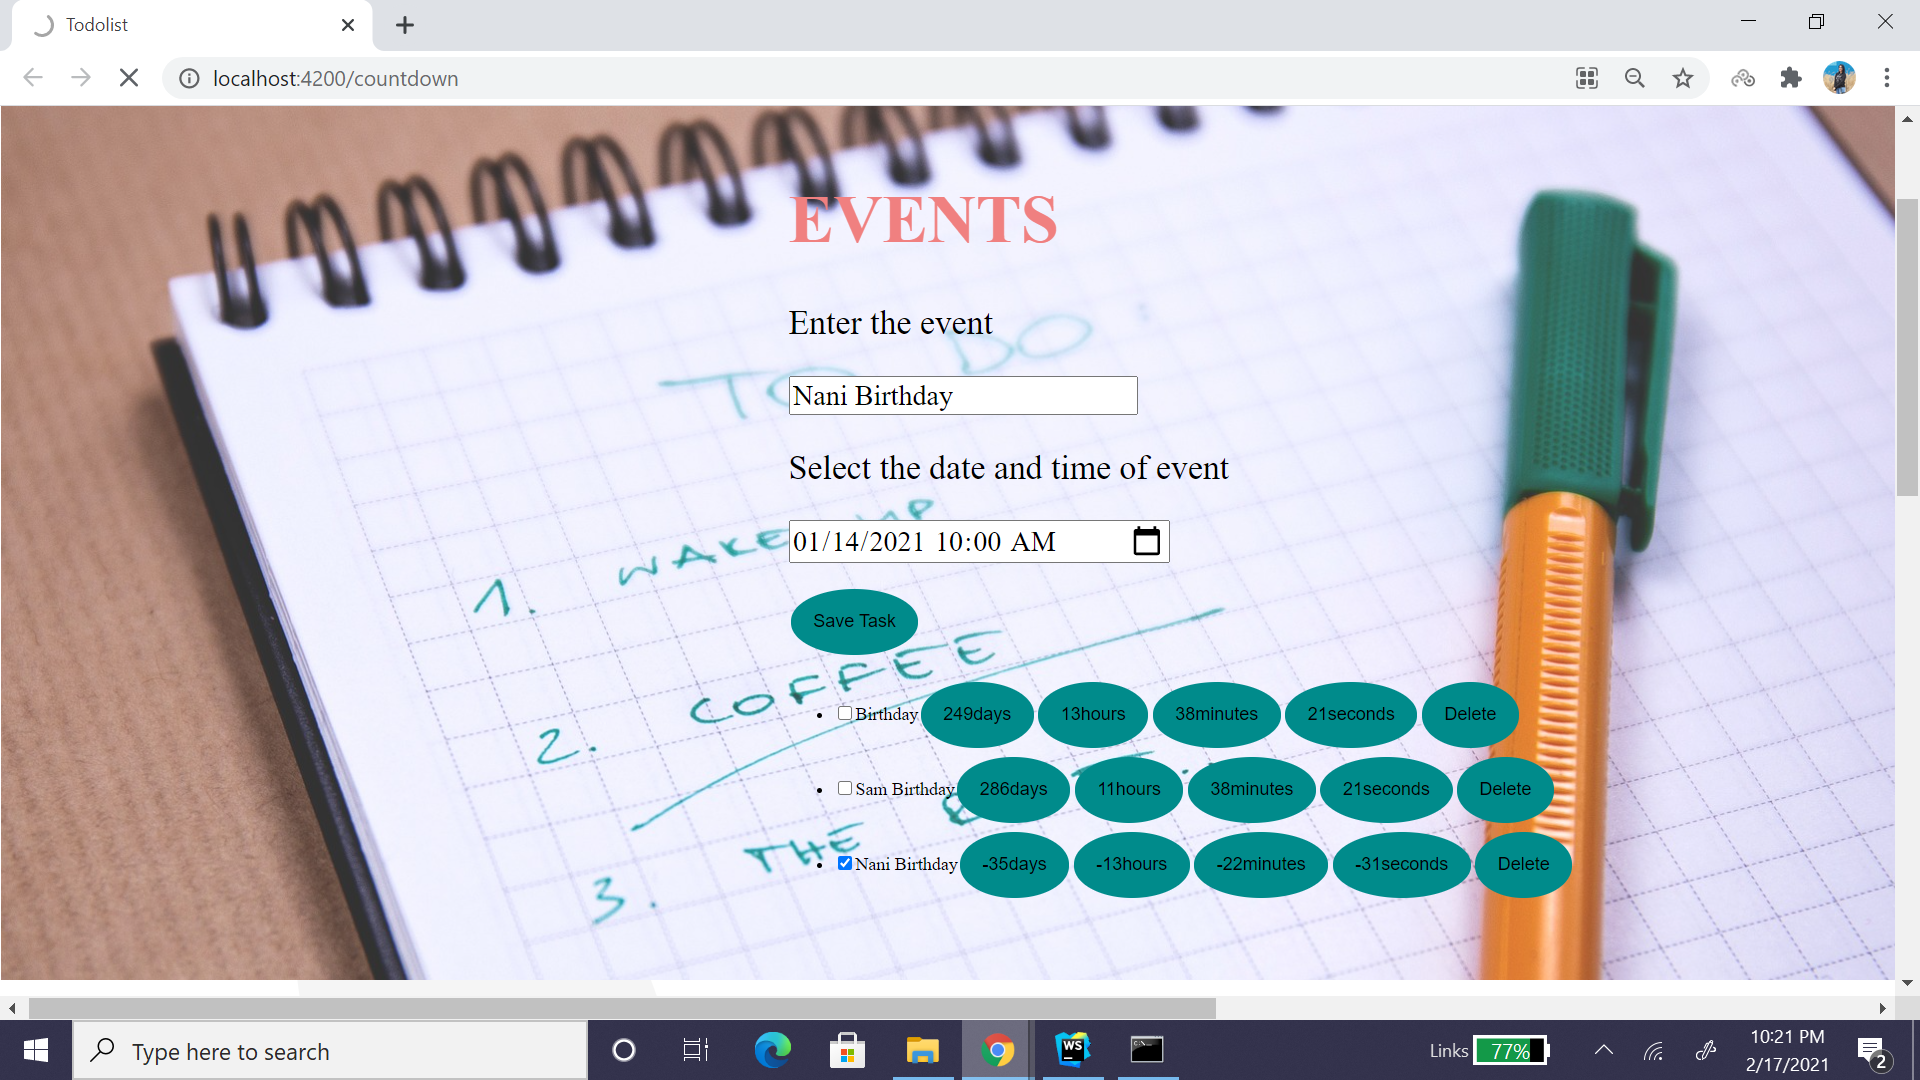 Todolist
localhost:4200/countdown
EVENTS
Enter the event
TO DO
Nani Birthday
Select the date and time of event
1. WAKE UP
01/14/2021 10:00 AM
Save Task
2. COFFEE
Birthday 249days 13hours 38minutes 21seconds Delete
Sam Birthday 286days 11hours 38minutes 21seconds Delete
3. THE
Nani Birthday -35days -13hours -22minutes -31seconds Delete
Type here to search
WS
Links 77%
10:21 PM
2/17/2021
2